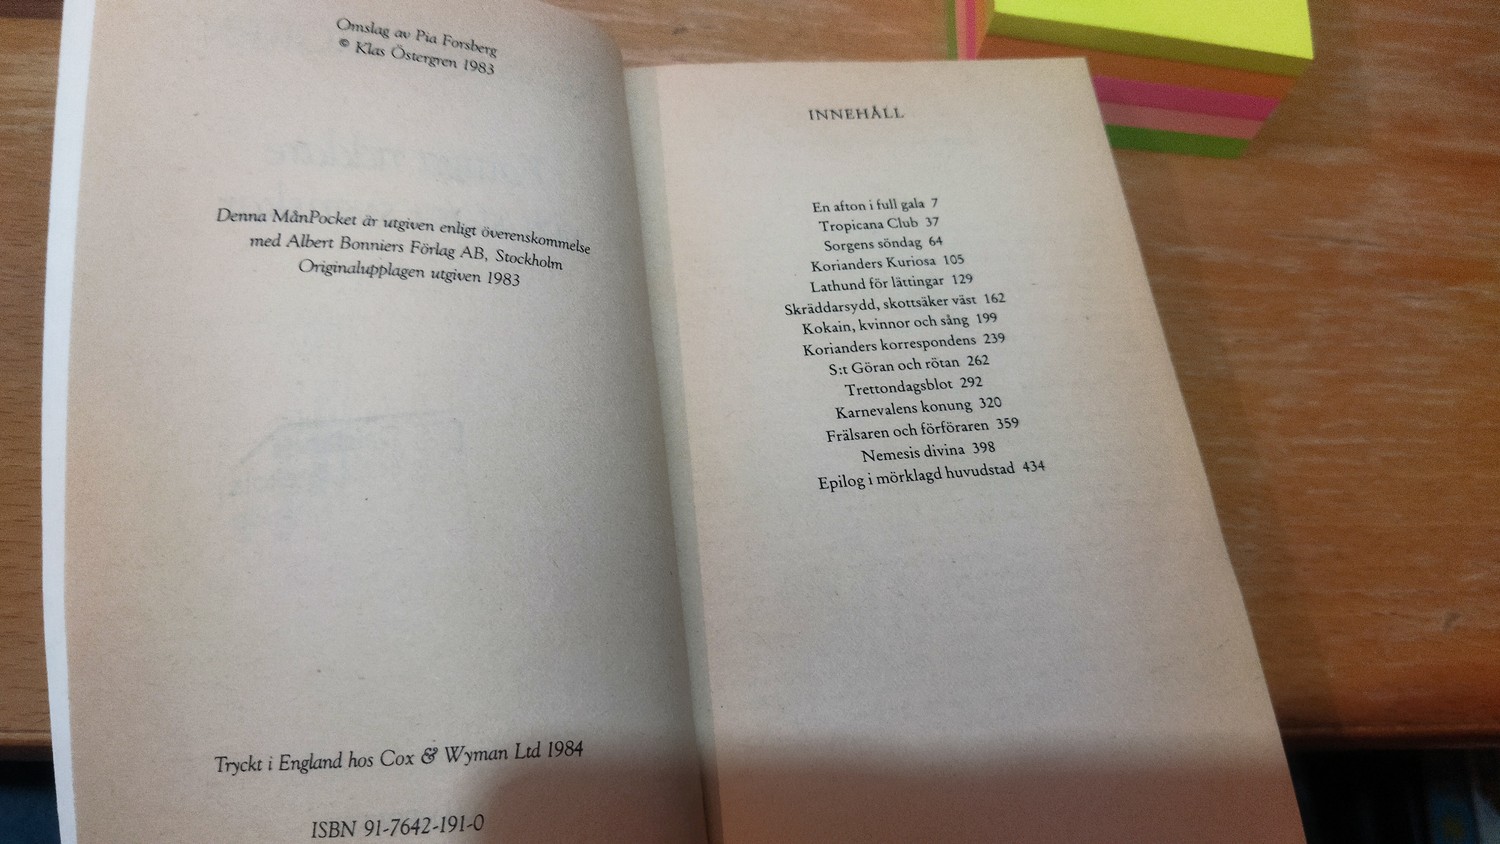 Omslag av Pia Forsberg
© Klas Östergren 1983
Denna MånPocket är utgiven enligt överenskommelse
med Albert Bonniers Förlag AB, Stockholm
Originalupplagen utgiven 1983
Tryckt i England hos Cox & Wyman Ltd 1984
ISBN 91-7642-191-0
INNEHÅLL
En afton i full gala 7
Tropicana Club 37
Sorgens söndag 64
Korianders Kuriosa 105
Lathund för lättingar 129
Skräddarsydd, skottsäker väst 162
Kokain, kvinnor och sång 199
Korianders korrespondens 239
S:t Göran och rötan 262
Trettondagsblot 292
Karnevalens konung 320
Frälsaren och förföraren 359
Nemesis divina 398
Epilog i mörklagd huvudstad 434